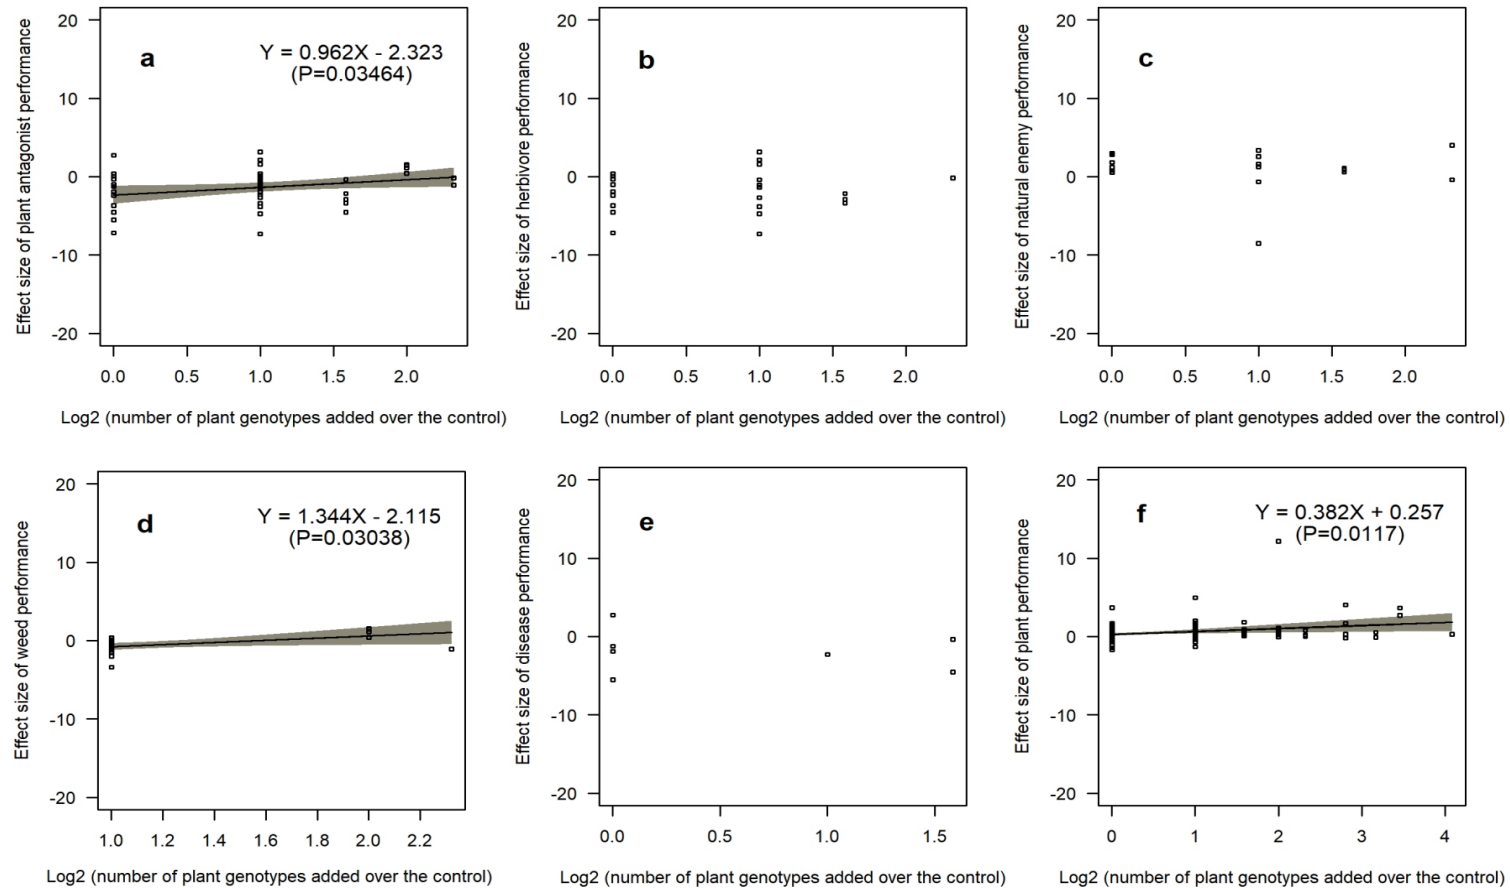 Effect size of plant antagonist performance
20
10
0
-10
-20
a
Y = 0.962X - 2.323
(P=0.03464)
0.0 0.5 1.0 1.5 2.0
Log2 (number of plant genotypes added over the control)
Effect size of herbivore performance
20
10
0
-10
-20
b
0.0 0.5 1.0 1.5 2.0
Log2 (number of plant genotypes added over the control)
Effect size of natural enemy performance
20
10
0
-10
-20
c
0.0 0.5 1.0 1.5 2.0
Log2 (number of plant genotypes added over the control)
Effect size of weed performance
20
10
0
-10
-20
d
Y = 1.344X - 2.115
(P=0.03038)
1.0 1.2 1.4 1.6 1.8 2.0 2.2
Log2 (number of plant genotypes added over the control)
Effect size of disease performance
20
10
0
-10
-20
e
0.0 0.5 1.0 1.5
Log2 (number of plant genotypes added over the control)
Effect size of plant performance
20
10
0
-10
-20
f
Y = 0.382X + 0.257
(P=0.0117)
0 1 2 3 4
Log2 (number of plant genotypes added over the control)